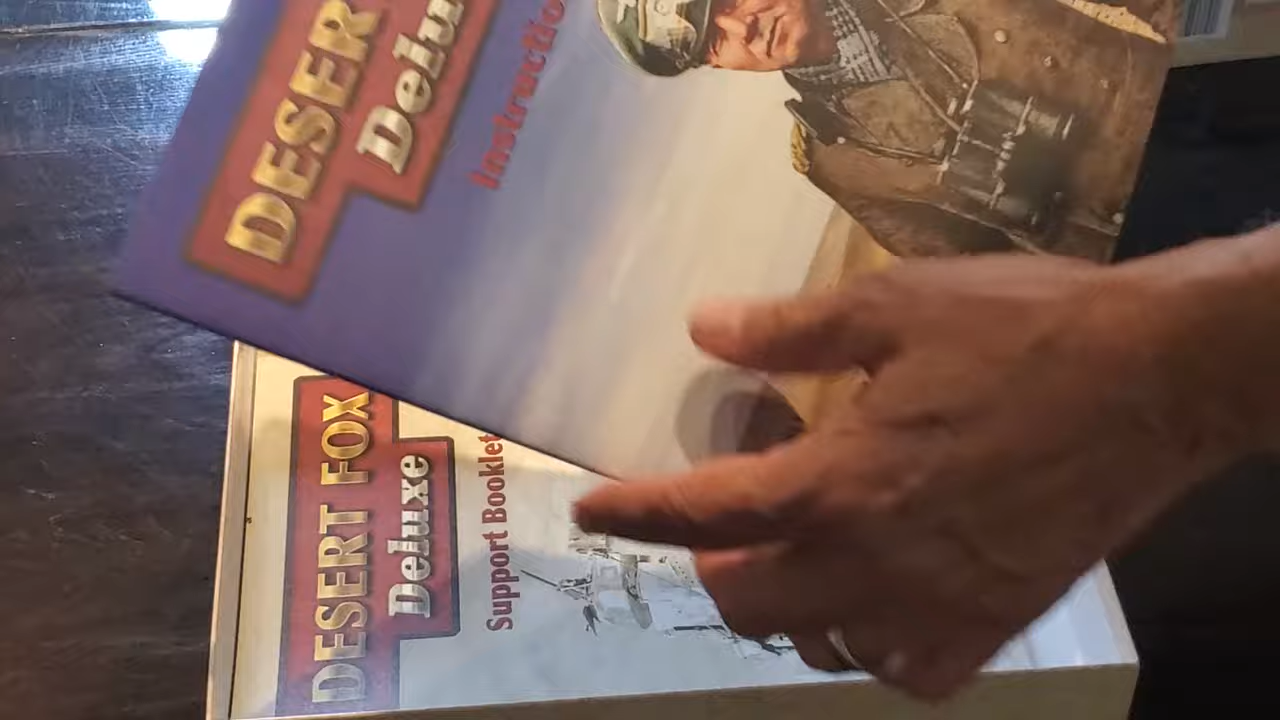 DESER
Delu
Instructio
DESERT FOX
Deluxe
Support Booklet